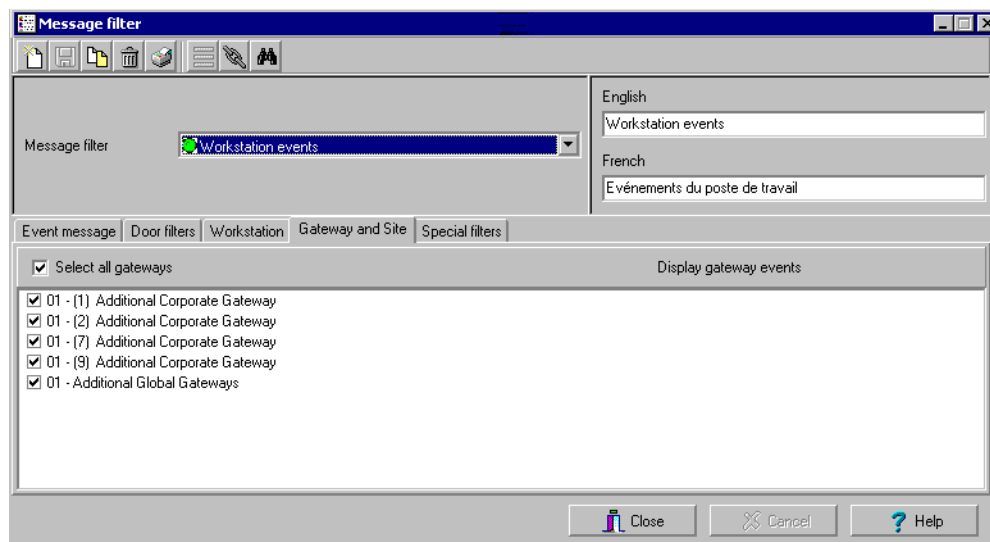 Message filter
English
Workstation events
Message filter
Workstation events
French
Evénements du poste de travail
Event message
Door filters
Workstation
Gateway and Site
Special filters
Select all gateways
Display gateway events
01 - (1) Additional Corporate Gateway
01 - (2) Additional Corporate Gateway
01 - (7) Additional Corporate Gateway
01 - (9) Additional Corporate Gateway
01 - Additional Global Gateways
Close
Cancel
Help